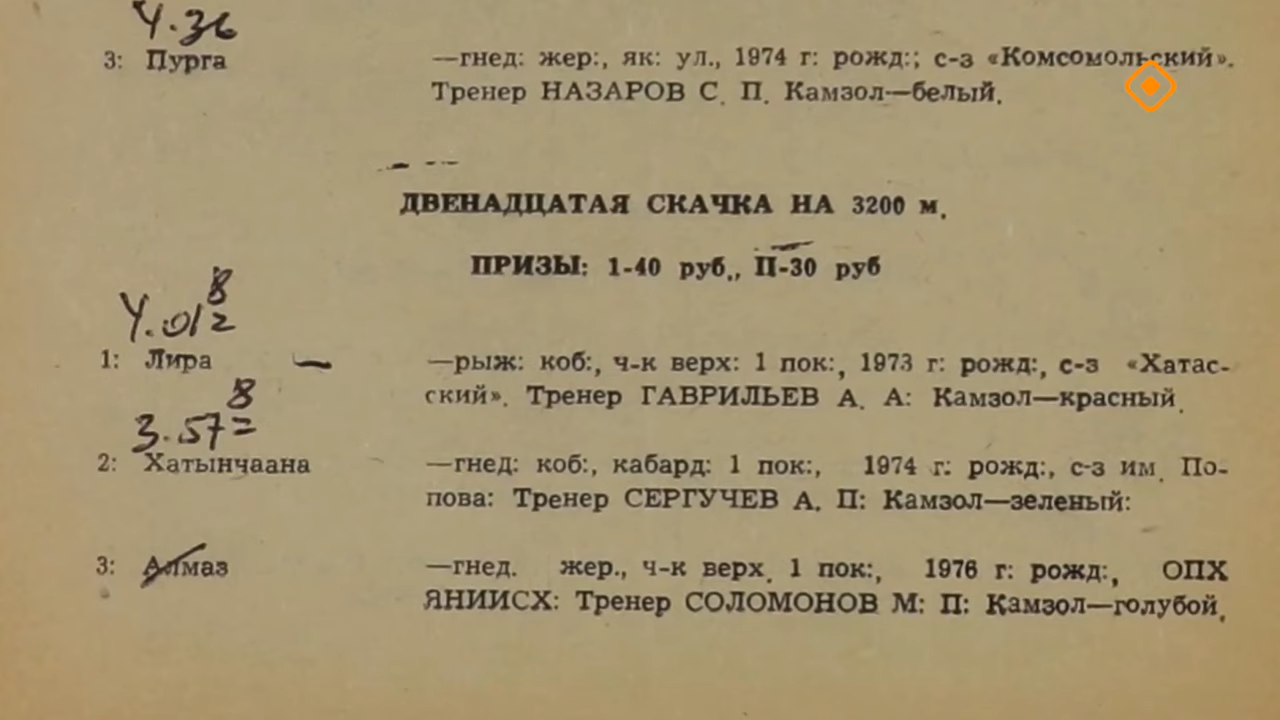 4.36
3: Пурга —гнед: жер:, як: ул., 1974 г: рожд:; с-з «Комсомольский».
Тренер НАЗАРОВ С. П. Камзол—белый.
ДВЕНАДЦАТАЯ СКАЧКА НА 3200 м.
ПРИЗЫ: 1-40 руб., II-30 руб
4.01 8/2
1: Лира — —рыж: коб:, ч-к верх: 1 пок:, 1973 г: рожд:, с-з «Хатас-
ский». Тренер ГАВРИЛЬЕВ А. А: Камзол—красный.
3.57 8/2
2: Хатынчаана —гнед: коб:, кабард: 1 пок:, 1974 г: рожд:, с-з им. По-
пова: Тренер СЕРГУЧЕВ А. П: Камзол—зеленый:
3: Алмаз —гнед. жер., ч-к верх. 1 пок:, 1976 г: рожд:, ОПХ
ЯНИИСХ: Тренер СОЛОМОНОВ М: П: Камзол—голубой.